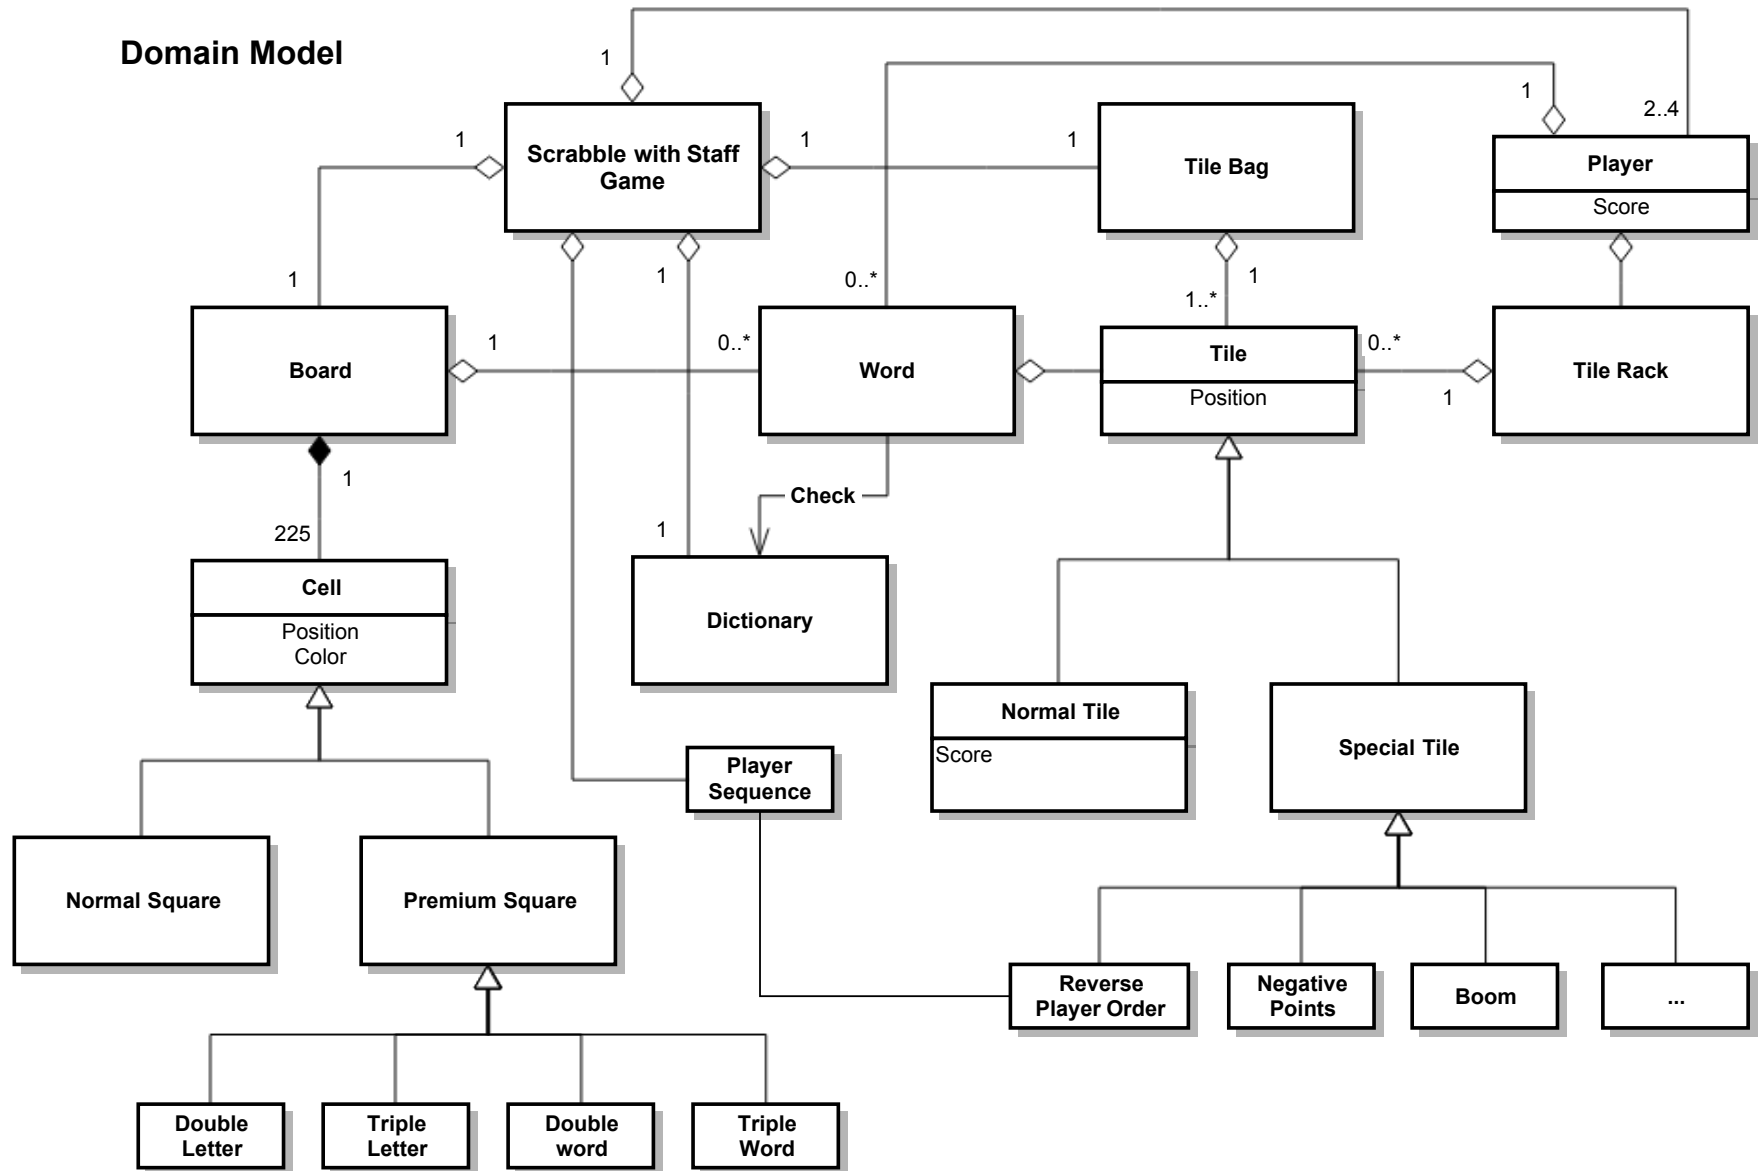 Domain Model
1
1
2..4
1
Scrabble with Staff
Game
1
1
Tile Bag
Player
Score
1
1
0..*
1
1..*
Board
1
0..*
Word
Tile
Position
0..*
1
Tile Rack
1
225
Check
1
Cell
Position
Color
Dictionary
Normal Tile
Score
Special Tile
Player
Sequence
Normal Square
Premium Square
Reverse
Player Order
Negative
Points
Boom
...
Double
Letter
Triple
Letter
Double
word
Triple
Word